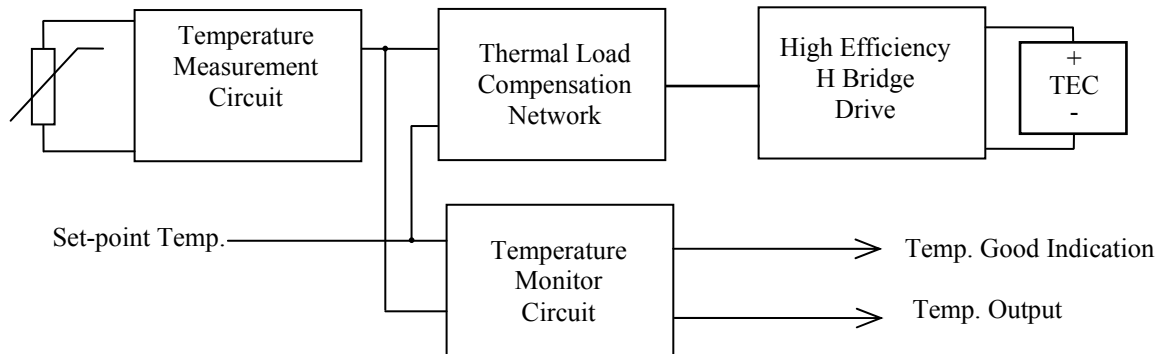 Temperature
Measurement
Circuit
Thermal Load
Compensation
Network
High Efficiency
H Bridge
Drive
+
TEC
-
Set-point Temp.
Temperature
Monitor
Circuit
Temp. Good Indication
Temp. Output